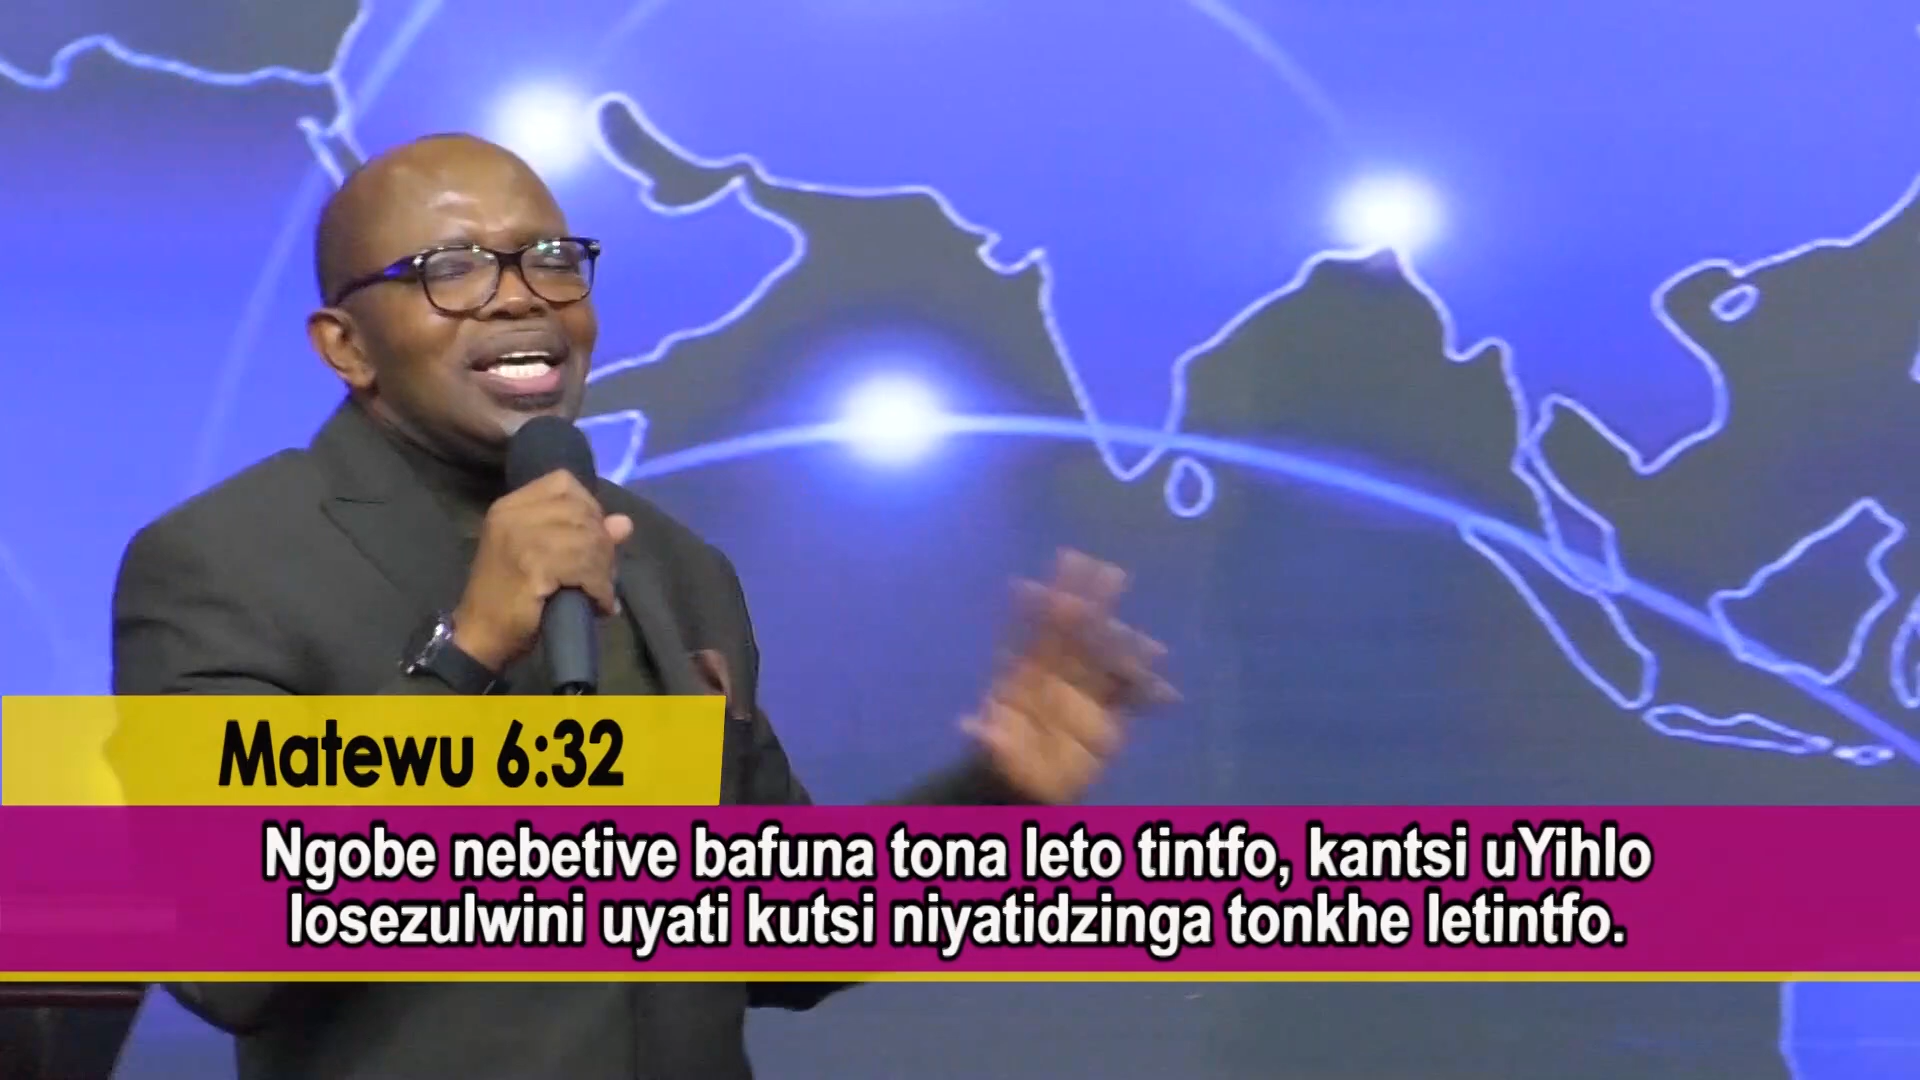 Matewu 6:32
Ngobe nebetive bafuna tona leto tintfo, kantsi uYihlo
losezulwini uyati kutsi niyatidzinga tonkhe letintfo.